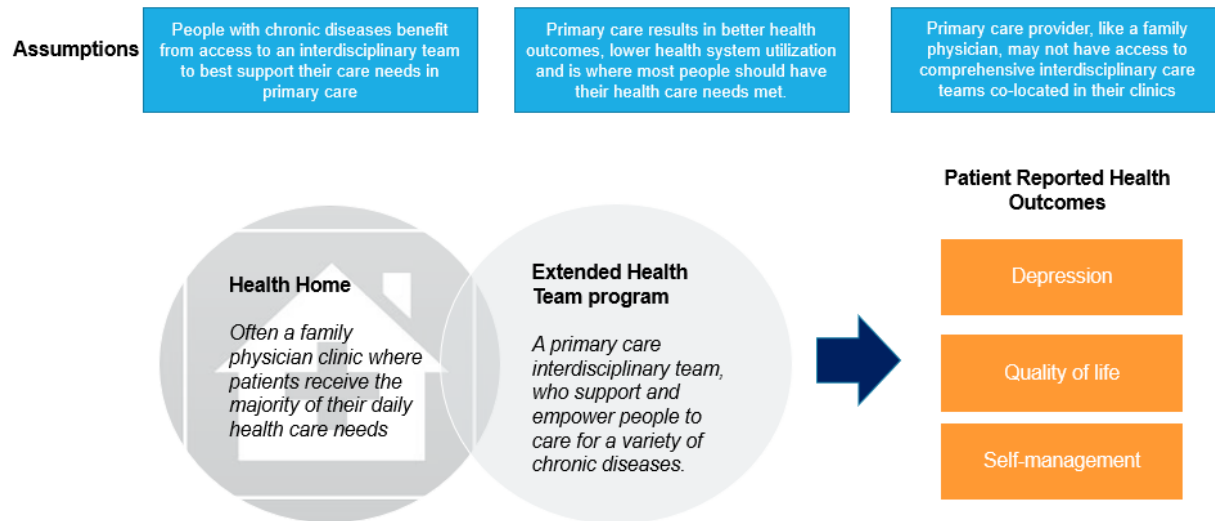 Assumptions
People with chronic diseases benefit
from access to an interdisciplinary team
to best support their care needs in
primary care
Primary care results in better health
outcomes, lower health system utilization
and is where most people should have
their health care needs met.
Primary care provider, like a family
physician, may not have access to
comprehensive interdisciplinary care
teams co-located in their clinics
Health Home
Often a family
physician clinic where
patients receive the
majority of their daily
health care needs
Extended Health
Team program
A primary care
interdisciplinary team,
who support and
empower people to
care for a variety of
chronic diseases.
Patient Reported Health
Outcomes
Depression
Quality of life
Self-management